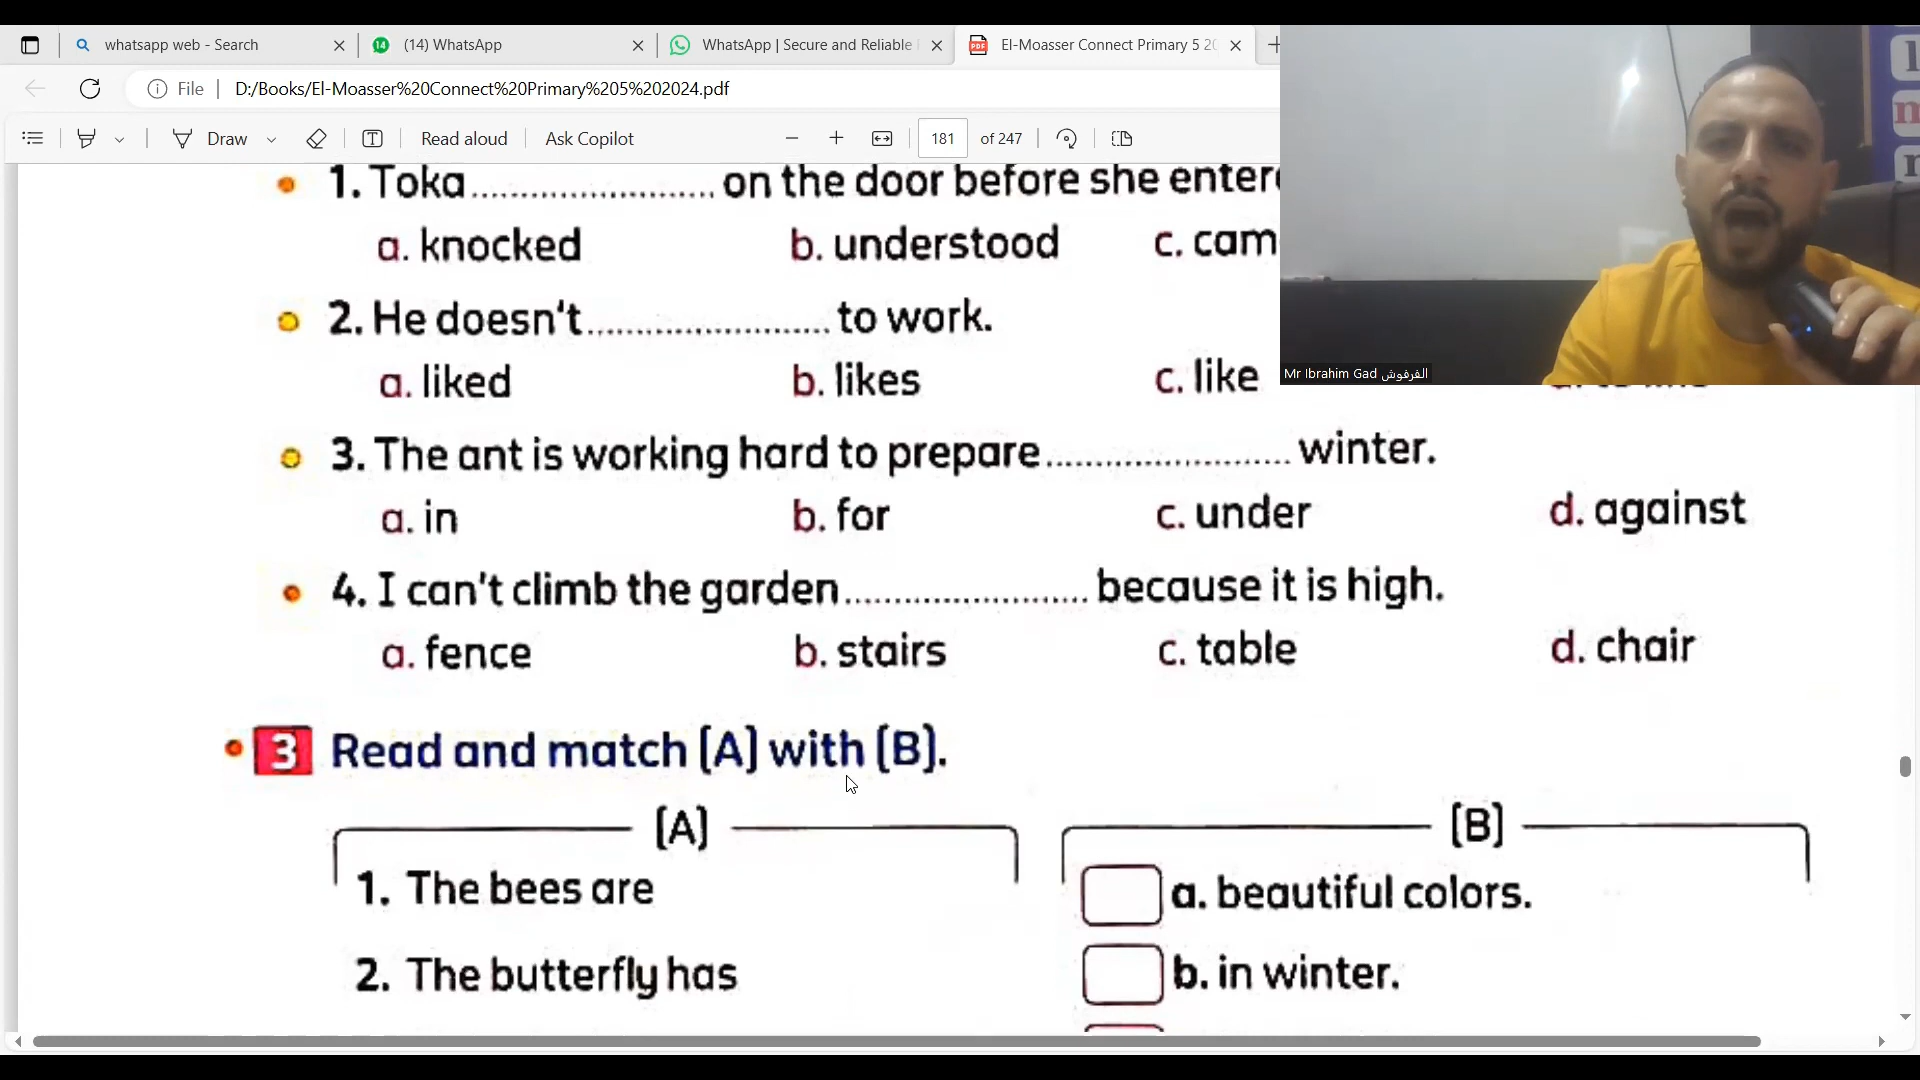 whatsapp web - Search
(14) WhatsApp
WhatsApp | Secure and Reliable
El-Moasser Connect Primary 5 20
File
D:/Books/El-Moasser%20Connect%20Primary%205%202024.pdf
Draw
Read aloud
Ask Copilot
181 of 247
1. Toka........................ on the door before she entere
a. knocked b. understood c. cam
2. He doesn't........................ to work.
a. liked b. likes c. like
3. The ant is working hard to prepare........................ winter.
a. in b. for c. under d. against
4. I can't climb the garden........................ because it is high.
a. fence b. stairs c. table d. chair
3 Read and match (A) with (B).
(A) (B)
1. The bees are a. beautiful colors.
2. The butterfly has b. in winter.
Mr Ibrahim Gad الفرفوش